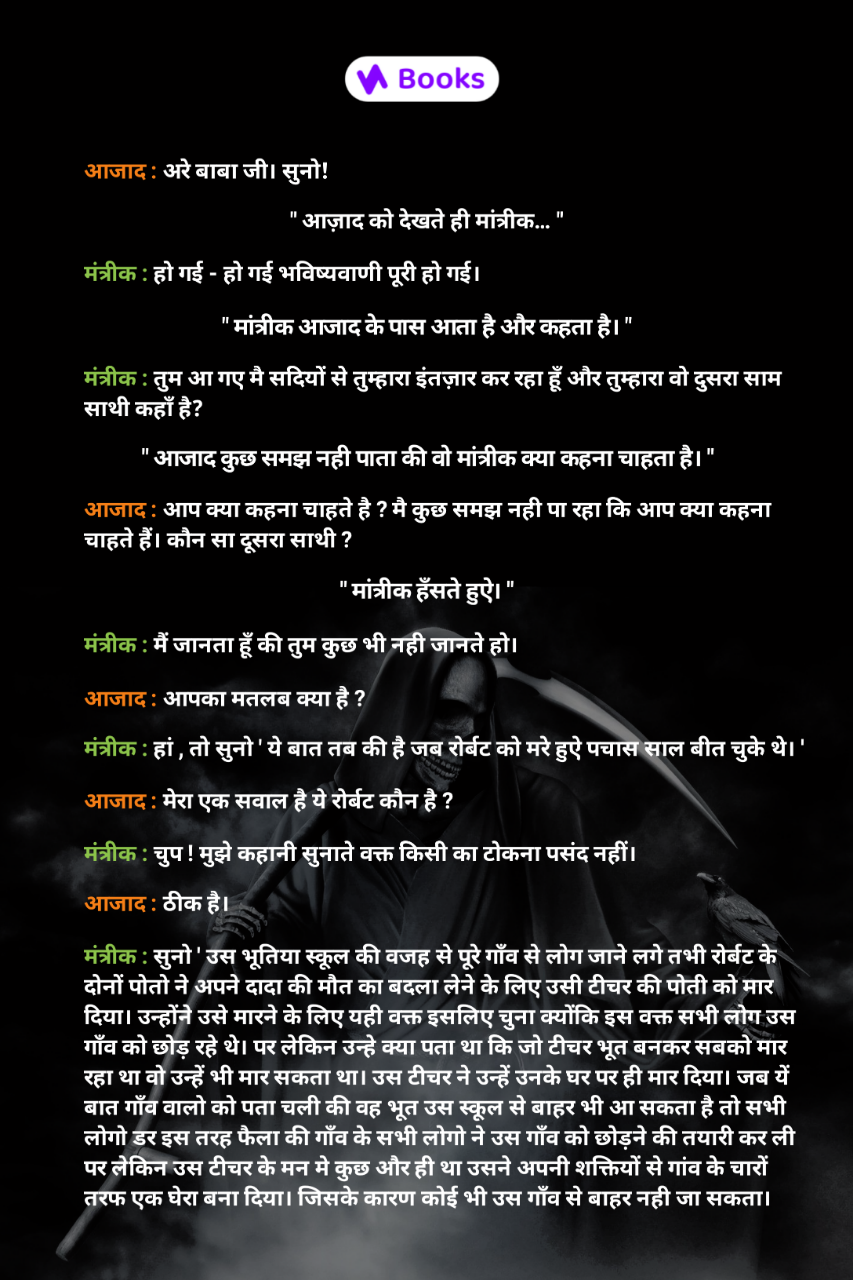 Books
आजाद : अरे बाबा जी। सुनो!
" आज़ाद को देखते ही मांत्रीक... "
मंत्रीक : हो गई - हो गई भविष्यवाणी पूरी हो गई।
" मांत्रीक आजाद के पास आता है और कहता है। "
मंत्रीक : तुम आ गए मै सदियों से तुम्हारा इंतज़ार कर रहा हूँ और तुम्हारा वो दुसरा साम
साथी कहाँ है?
" आजाद कुछ समझ नही पाता की वो मांत्रीक क्या कहना चाहता है। "
आजाद : आप क्या कहना चाहते है ? मै कुछ समझ नही पा रहा कि आप क्या कहना
चाहते हैं। कौन सा दूसरा साथी ?
" मांत्रीक हँसते हुऐ। "
मंत्रीक : मैं जानता हूँ की तुम कुछ भी नही जानते हो।
आजाद : आपका मतलब क्या है ?
मंत्रीक : हां , तो सुनो ' ये बात तब की है जब रोर्बट को मरे हुऐ पचास साल बीत चुके थे। '
आजाद : मेरा एक सवाल है ये रोर्बट कौन है ?
मंत्रीक : चुप ! मुझे कहानी सुनाते वक्त किसी का टोकना पसंद नहीं।
आजाद : ठीक है।
मंत्रीक : सुनो ' उस भूतिया स्कूल की वजह से पूरे गाँव से लोग जाने लगे तभी रोर्बट के
दोनों पोतो ने अपने दादा की मौत का बदला लेने के लिए उसी टीचर की पोती को मार
दिया। उन्होंने उसे मारने के लिए यही वक्त इसलिए चुना क्योंकि इस वक्त सभी लोग उस
गाँव को छोड़ रहे थे। पर लेकिन उन्हे क्या पता था कि जो टीचर भूत बनकर सबको मार
रहा था वो उन्हें भी मार सकता था। उस टीचर ने उन्हें उनके घर पर ही मार दिया। जब यें
बात गाँव वालो को पता चली की वह भूत उस स्कूल से बाहर भी आ सकता है तो सभी
लोगो डर इस तरह फैला की गाँव के सभी लोगो ने उस गाँव को छोड़ने की तयारी कर ली
पर लेकिन उस टीचर के मन मे कुछ और ही था उसने अपनी शक्तियों से गांव के चारों
तरफ एक घेरा बना दिया। जिसके कारण कोई भी उस गाँव से बाहर नही जा सकता।